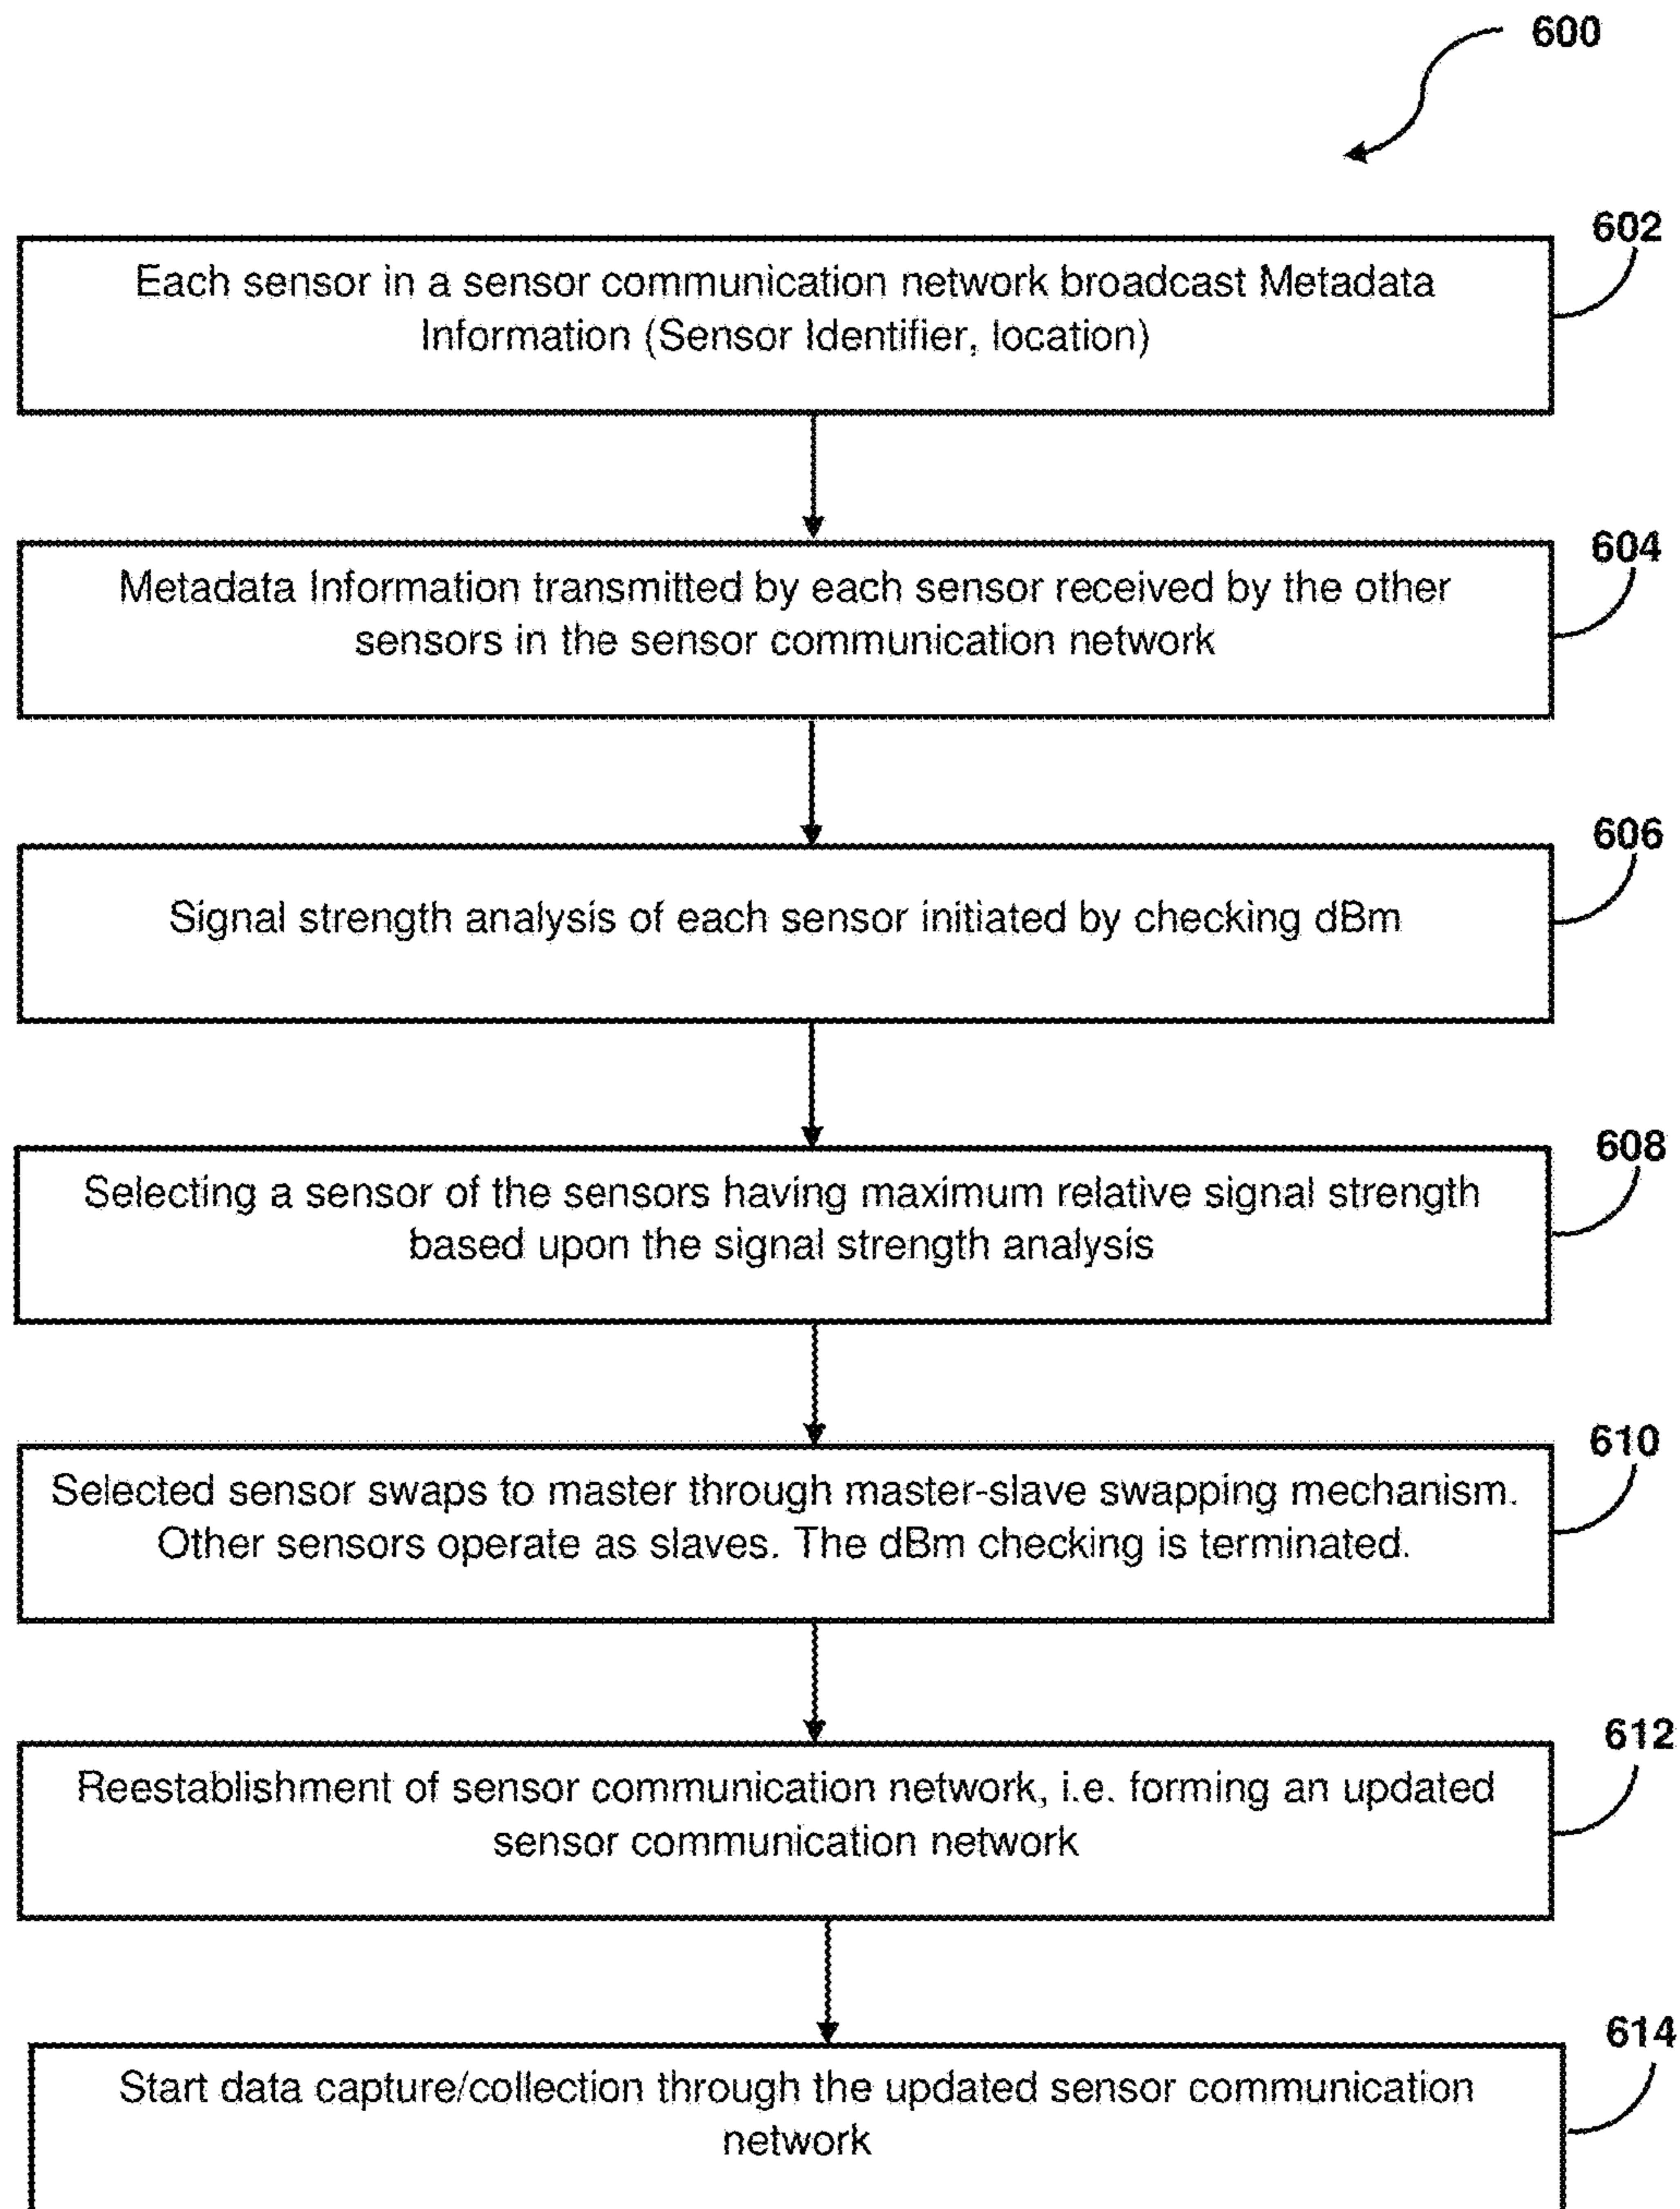 600
602
Each sensor in a sensor communication network broadcast Metadata
Information (Sensor Identifier, location)
604
Metadata Information transmitted by each sensor received by the other
sensors in the sensor communication network
606
Signal strength analysis of each sensor initiated by checking dBm
608
Selecting a sensor of the sensors having maximum relative signal strength
based upon the signal strength analysis
610
Selected sensor swaps to master through master-slave swapping mechanism.
Other sensors operate as slaves. The dBm checking is terminated.
612
Reestablishment of sensor communication network, i.e. forming an updated
sensor communication network
614
Start data capture/collection through the updated sensor communication
network